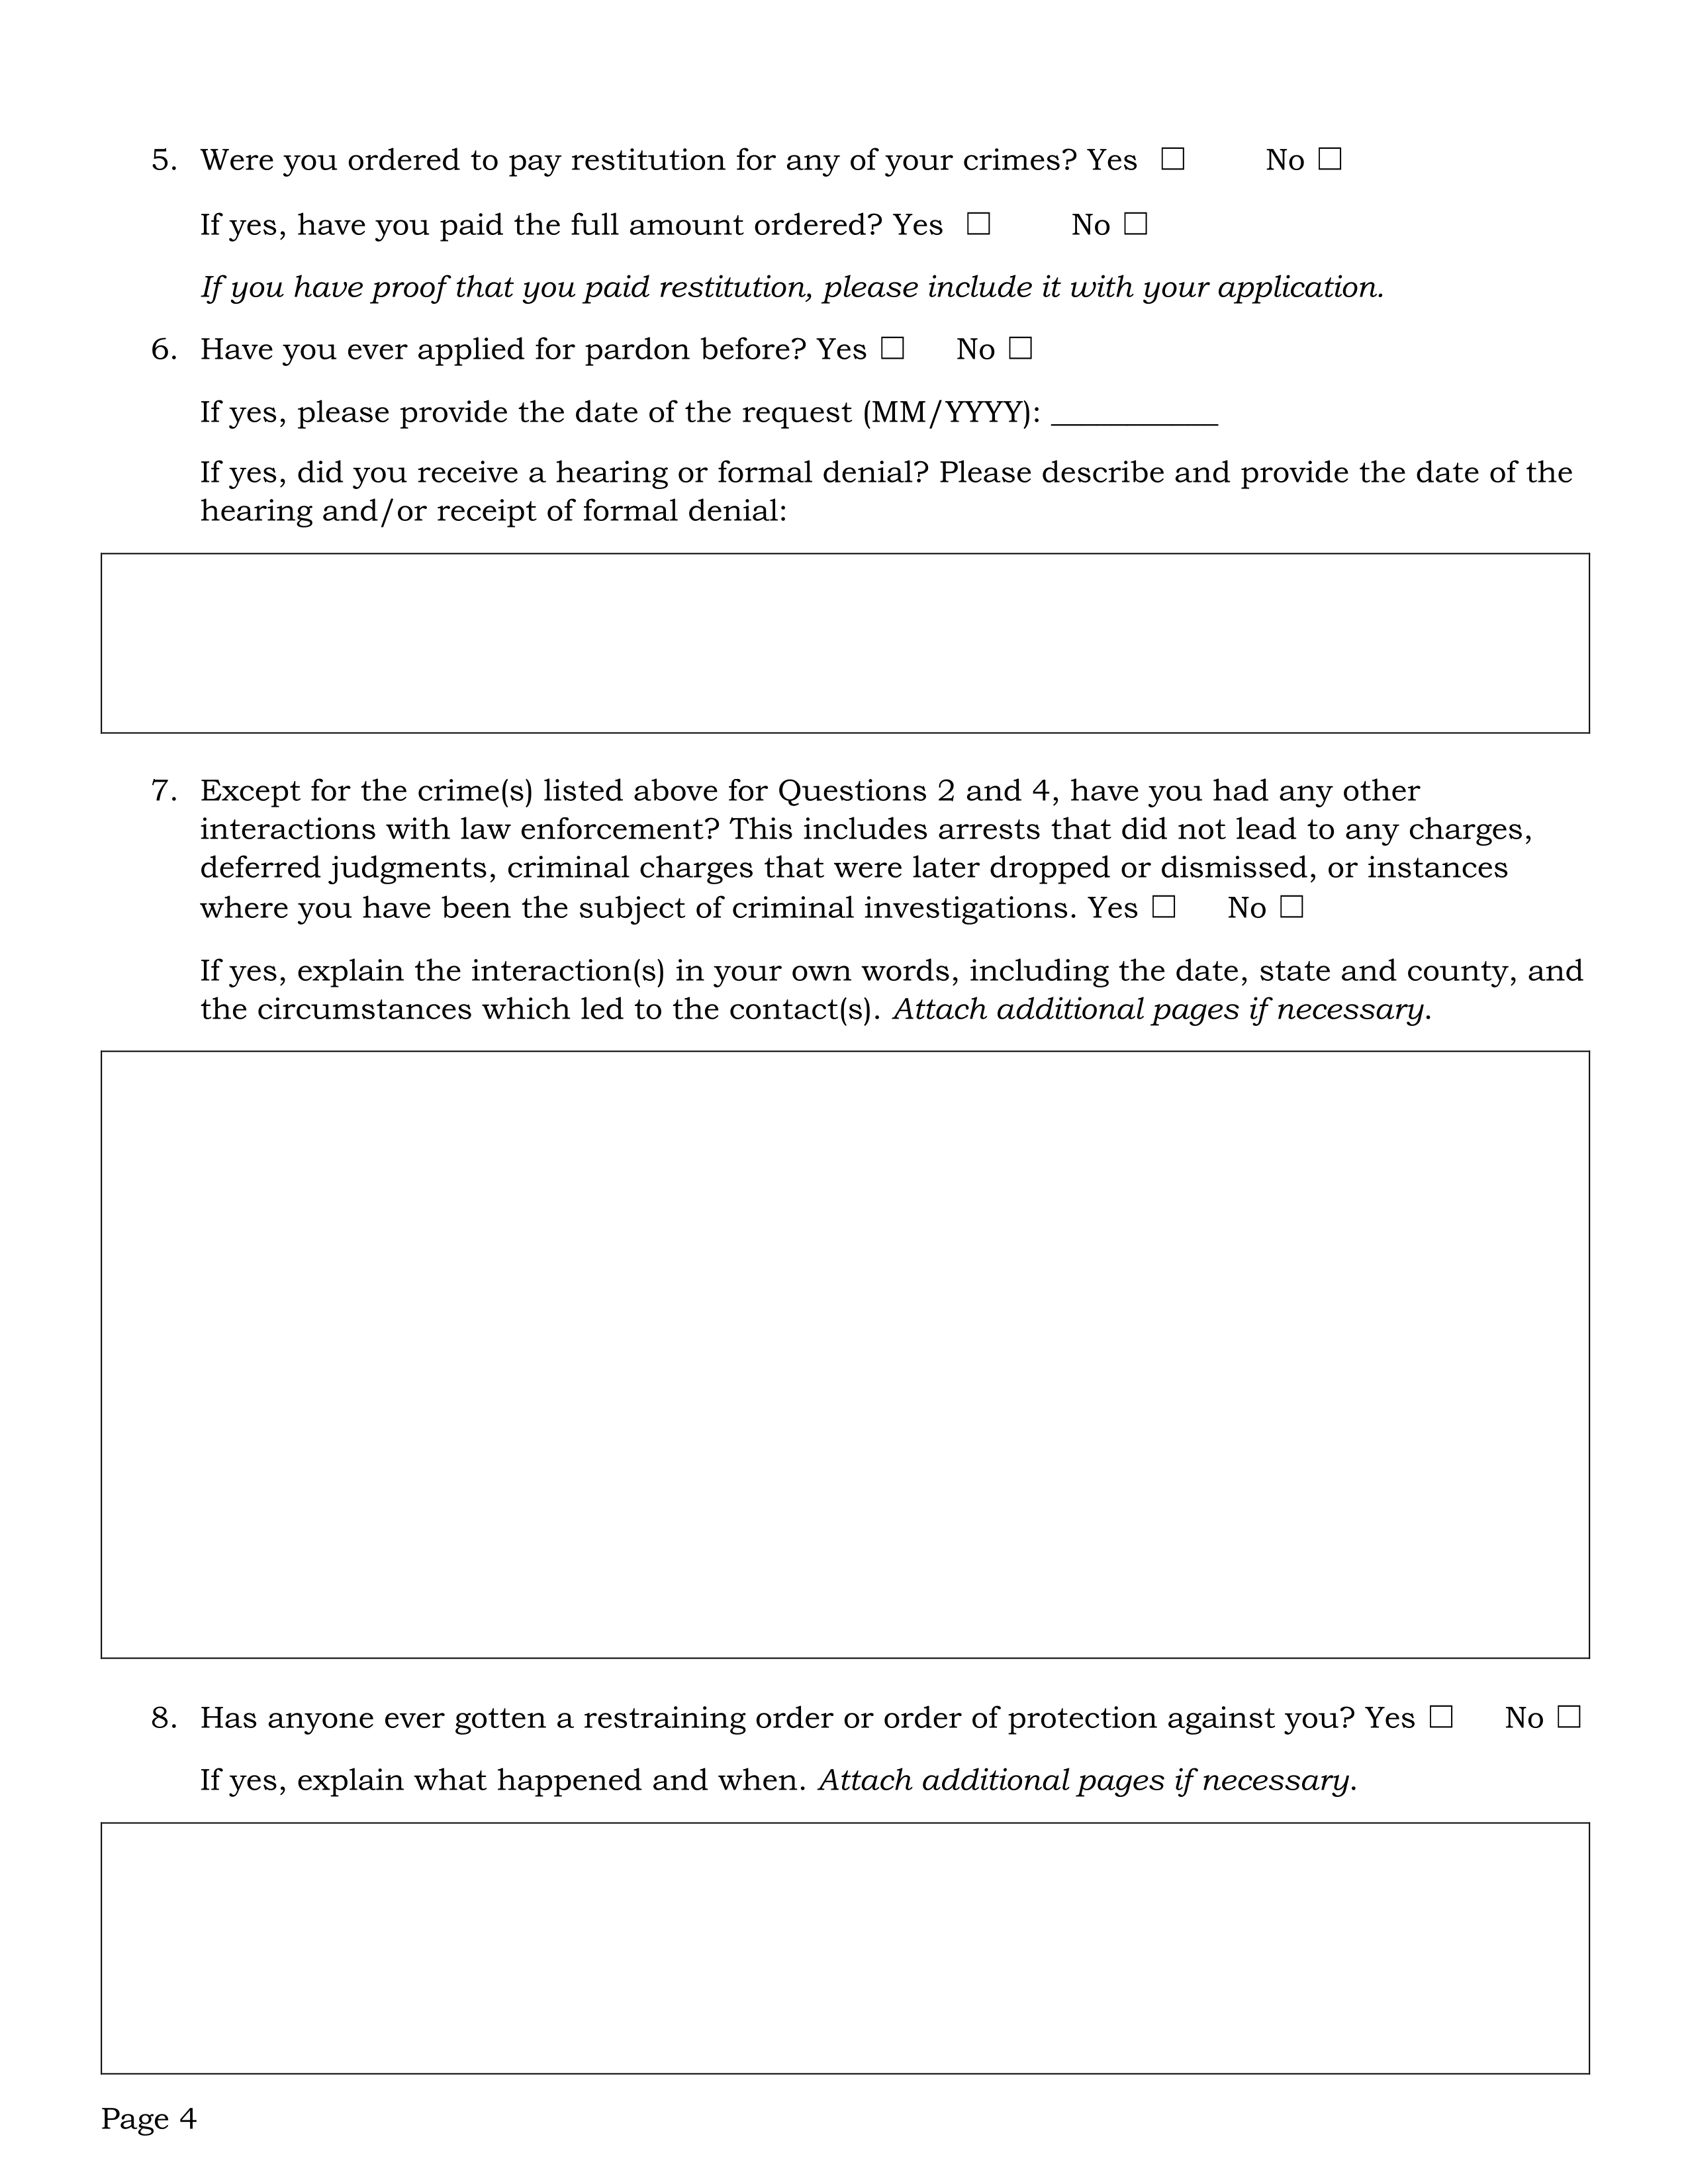 5. Were you ordered to pay restitution for any of your crimes? Yes ☐ No ☐
If yes, have you paid the full amount ordered? Yes ☐ No ☐
If you have proof that you paid restitution, please include it with your application.
6. Have you ever applied for pardon before? Yes ☐ No ☐
If yes, please provide the date of the request (MM/YYYY): ___________
If yes, did you receive a hearing or formal denial? Please describe and provide the date of the
hearing and/or receipt of formal denial:
7. Except for the crime(s) listed above for Questions 2 and 4, have you had any other
interactions with law enforcement? This includes arrests that did not lead to any charges,
deferred judgments, criminal charges that were later dropped or dismissed, or instances
where you have been the subject of criminal investigations. Yes ☐ No ☐
If yes, explain the interaction(s) in your own words, including the date, state and county, and
the circumstances which led to the contact(s). Attach additional pages if necessary.
8. Has anyone ever gotten a restraining order or order of protection against you? Yes ☐ No ☐
If yes, explain what happened and when. Attach additional pages if necessary.
Page 4